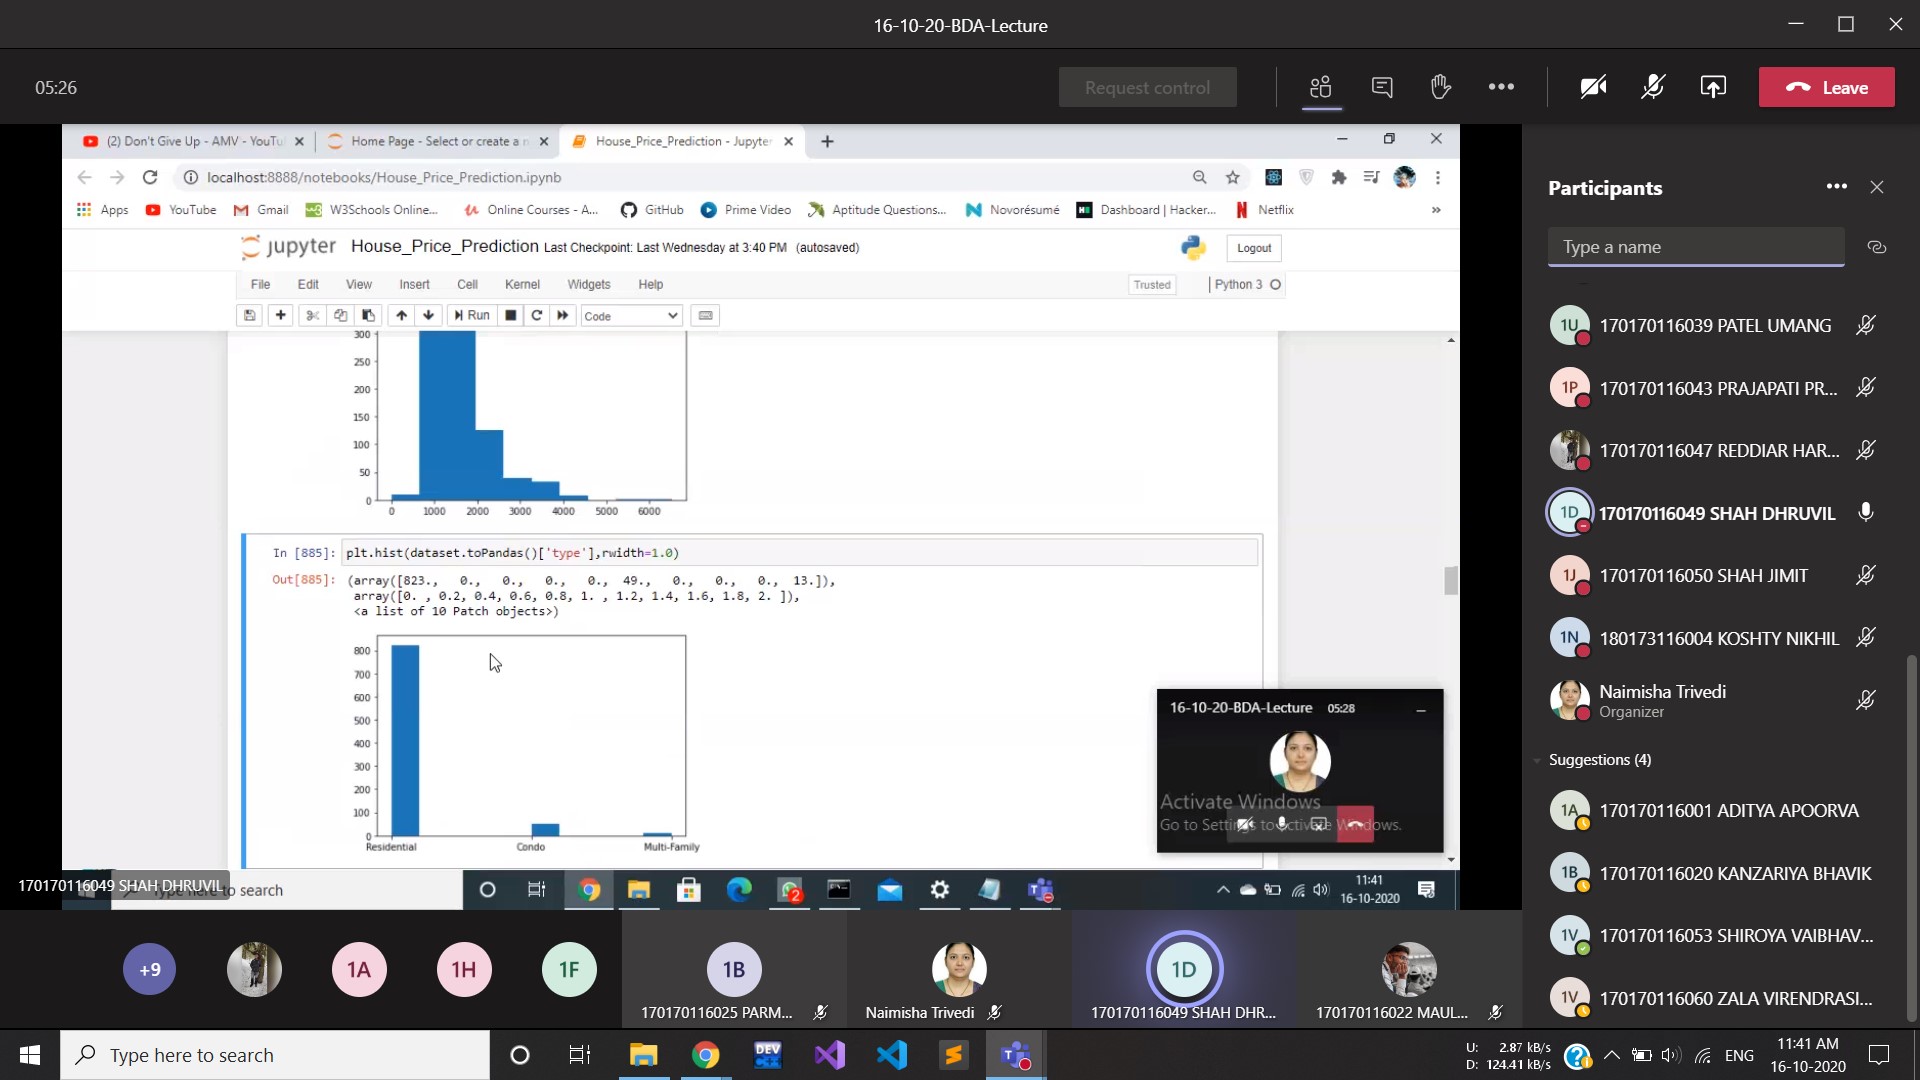 16-10-20-BDA-Lecture
05:26
Request control
Leave
(2) Don't Give Up - AMV - YouTu
Home Page - Select or create a n
House_Price_Prediction - Jupyter
localhost:8888/notebooks/House_Price_Prediction.ipynb
Apps
YouTube
Gmail
W3Schools Online...
Online Courses - A...
GitHub
Prime Video
Aptitude Questions...
Novorésumé
Dashboard | Hacker...
Netflix
»
jupyter House_Price_Prediction Last Checkpoint: Last Wednesday at 3:40 PM (autosaved)
Logout
File Edit View Insert Cell Kernel Widgets Help
Trusted
Python 3
Run
Code
300
250
200
150
100
50
0
0 1000 2000 3000 4000 5000 6000
In [885]: plt.hist(dataset.toPandas()['type'],rwidth=1.0)
Out[885]: (array([823., 0., 0., 0., 0., 49., 0., 0., 0., 13.]),
array([0. , 0.2, 0.4, 0.6, 0.8, 1. , 1.2, 1.4, 1.6, 1.8, 2. ]),
<a list of 10 Patch objects>)
800
700
600
500
400
300
200
100
0
Residential Condo Multi-Family
16-10-20-BDA-Lecture 05:28
Activate Windows
Go to Settings to activate Windows.
170170116049 SHAH DHRUVIL
to search
2
11:41
16-10-2020
Participants
Type a name
1U 170170116039 PATEL UMANG
1P 170170116043 PRAJAPATI PR...
170170116047 REDDIAR HAR...
1D 170170116049 SHAH DHRUVIL
1J 170170116050 SHAH JIMIT
1N 180173116004 KOSHTY NIKHIL
Naimisha Trivedi
Organizer
Suggestions (4)
1A 170170116001 ADITYA APOORVA
1B 170170116020 KANZARIYA BHAVIK
1V 170170116053 SHIROYA VAIBHAV...
1V 170170116060 ZALA VIRENDRASI...
+9
1A
1H
1F
1B
170170116025 PARM...
Naimisha Trivedi
1D
170170116049 SHAH DHR...
170170116022 MAUL...
Type here to search
DEV
C++
U: 2.87 kB/s
D: 124.41 kB/s
ENG
11:41 AM
16-10-2020